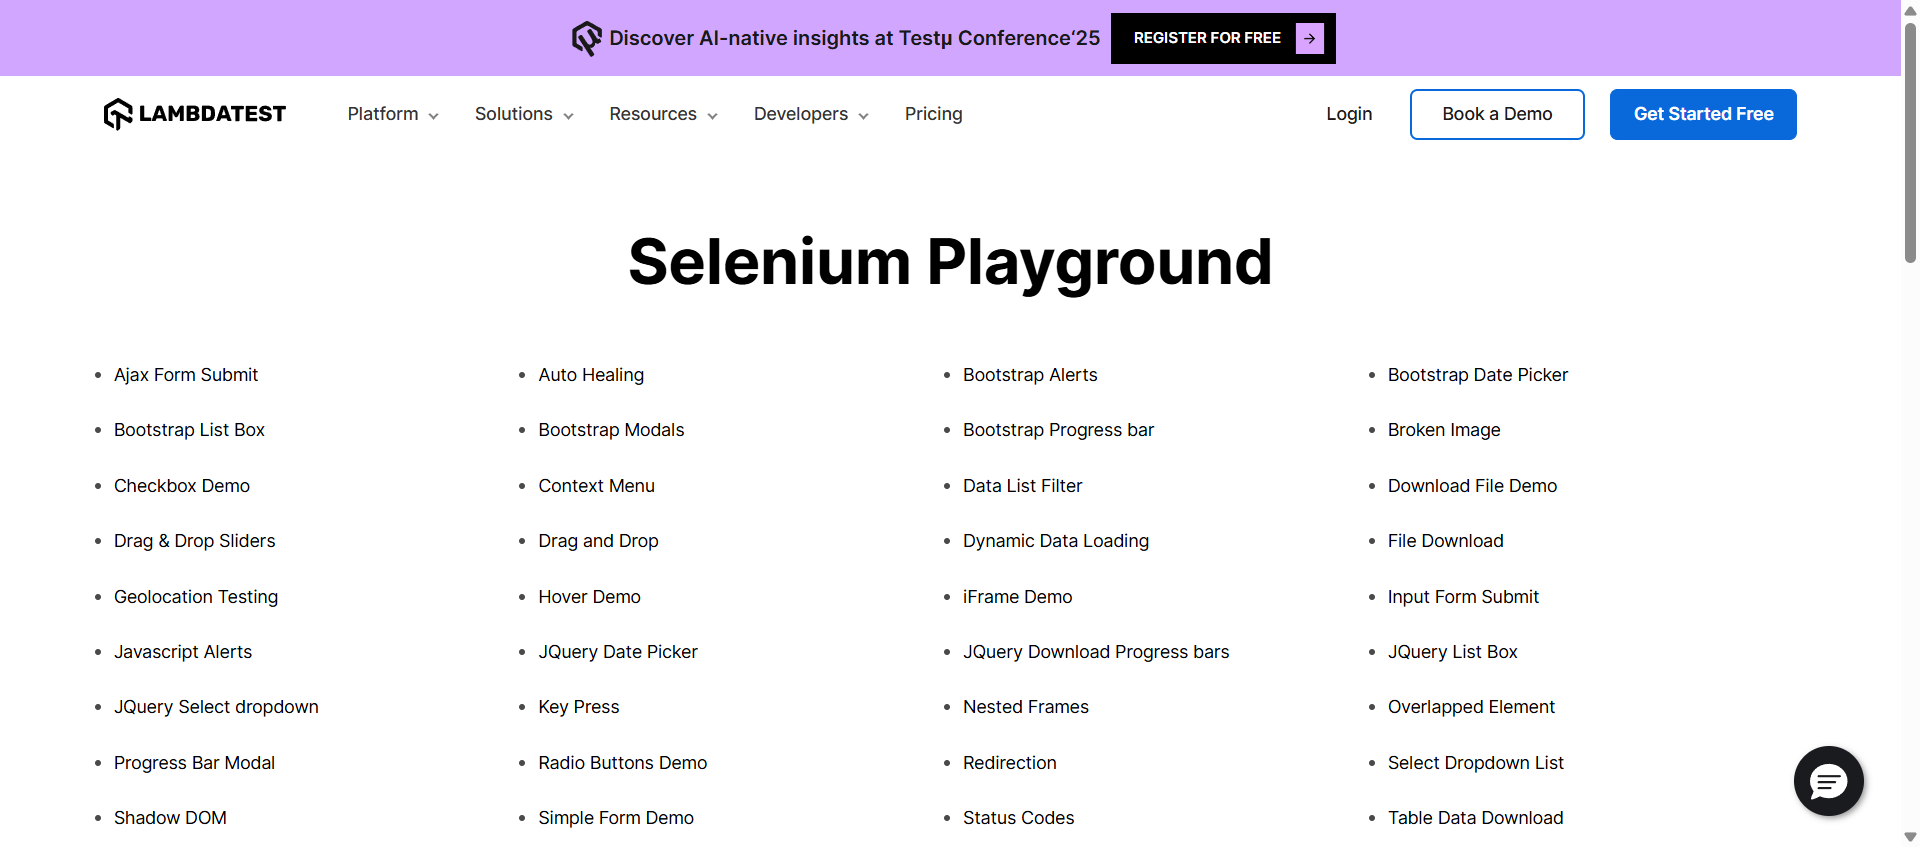 Discover AI-native insights at Testμ Conference‘25 REGISTER FOR FREE
LAMBDATEST Platform Solutions Resources Developers Pricing Login Book a Demo Get Started Free
Selenium Playground
Ajax Form Submit Auto Healing Bootstrap Alerts Bootstrap Date Picker
Bootstrap List Box Bootstrap Modals Bootstrap Progress bar Broken Image
Checkbox Demo Context Menu Data List Filter Download File Demo
Drag & Drop Sliders Drag and Drop Dynamic Data Loading File Download
Geolocation Testing Hover Demo iFrame Demo Input Form Submit
Javascript Alerts JQuery Date Picker JQuery Download Progress bars JQuery List Box
JQuery Select dropdown Key Press Nested Frames Overlapped Element
Progress Bar Modal Radio Buttons Demo Redirection Select Dropdown List
Shadow DOM Simple Form Demo Status Codes Table Data Download